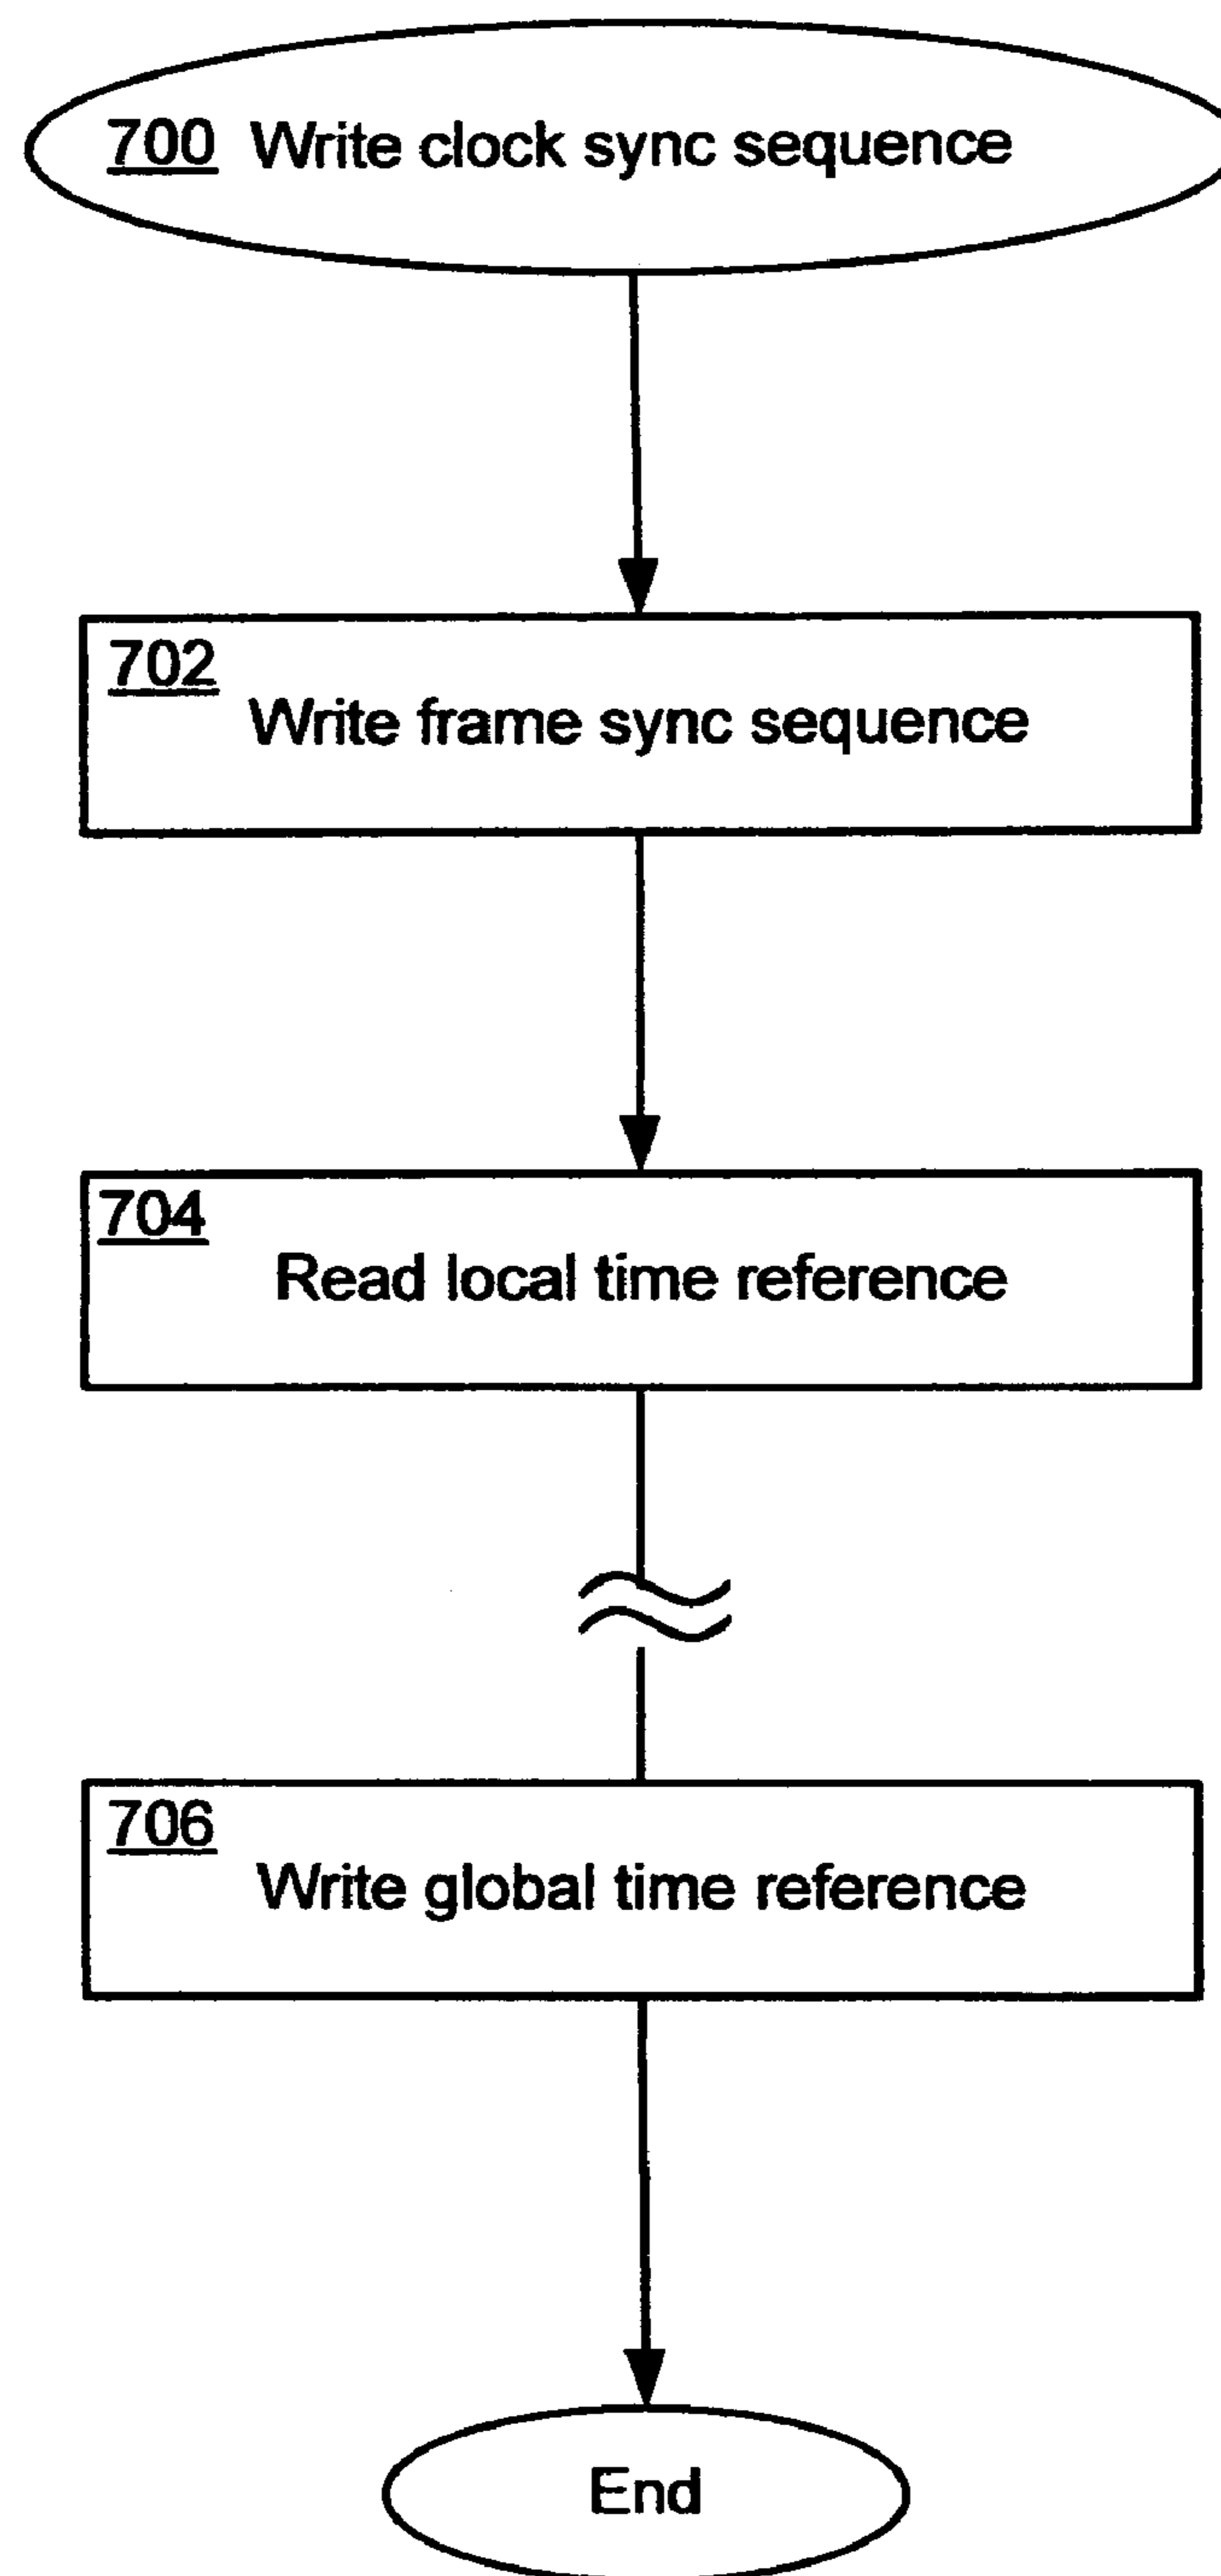 700 Write clock sync sequence
702
Write frame sync sequence
704
Read local time reference
706
Write global time reference
End